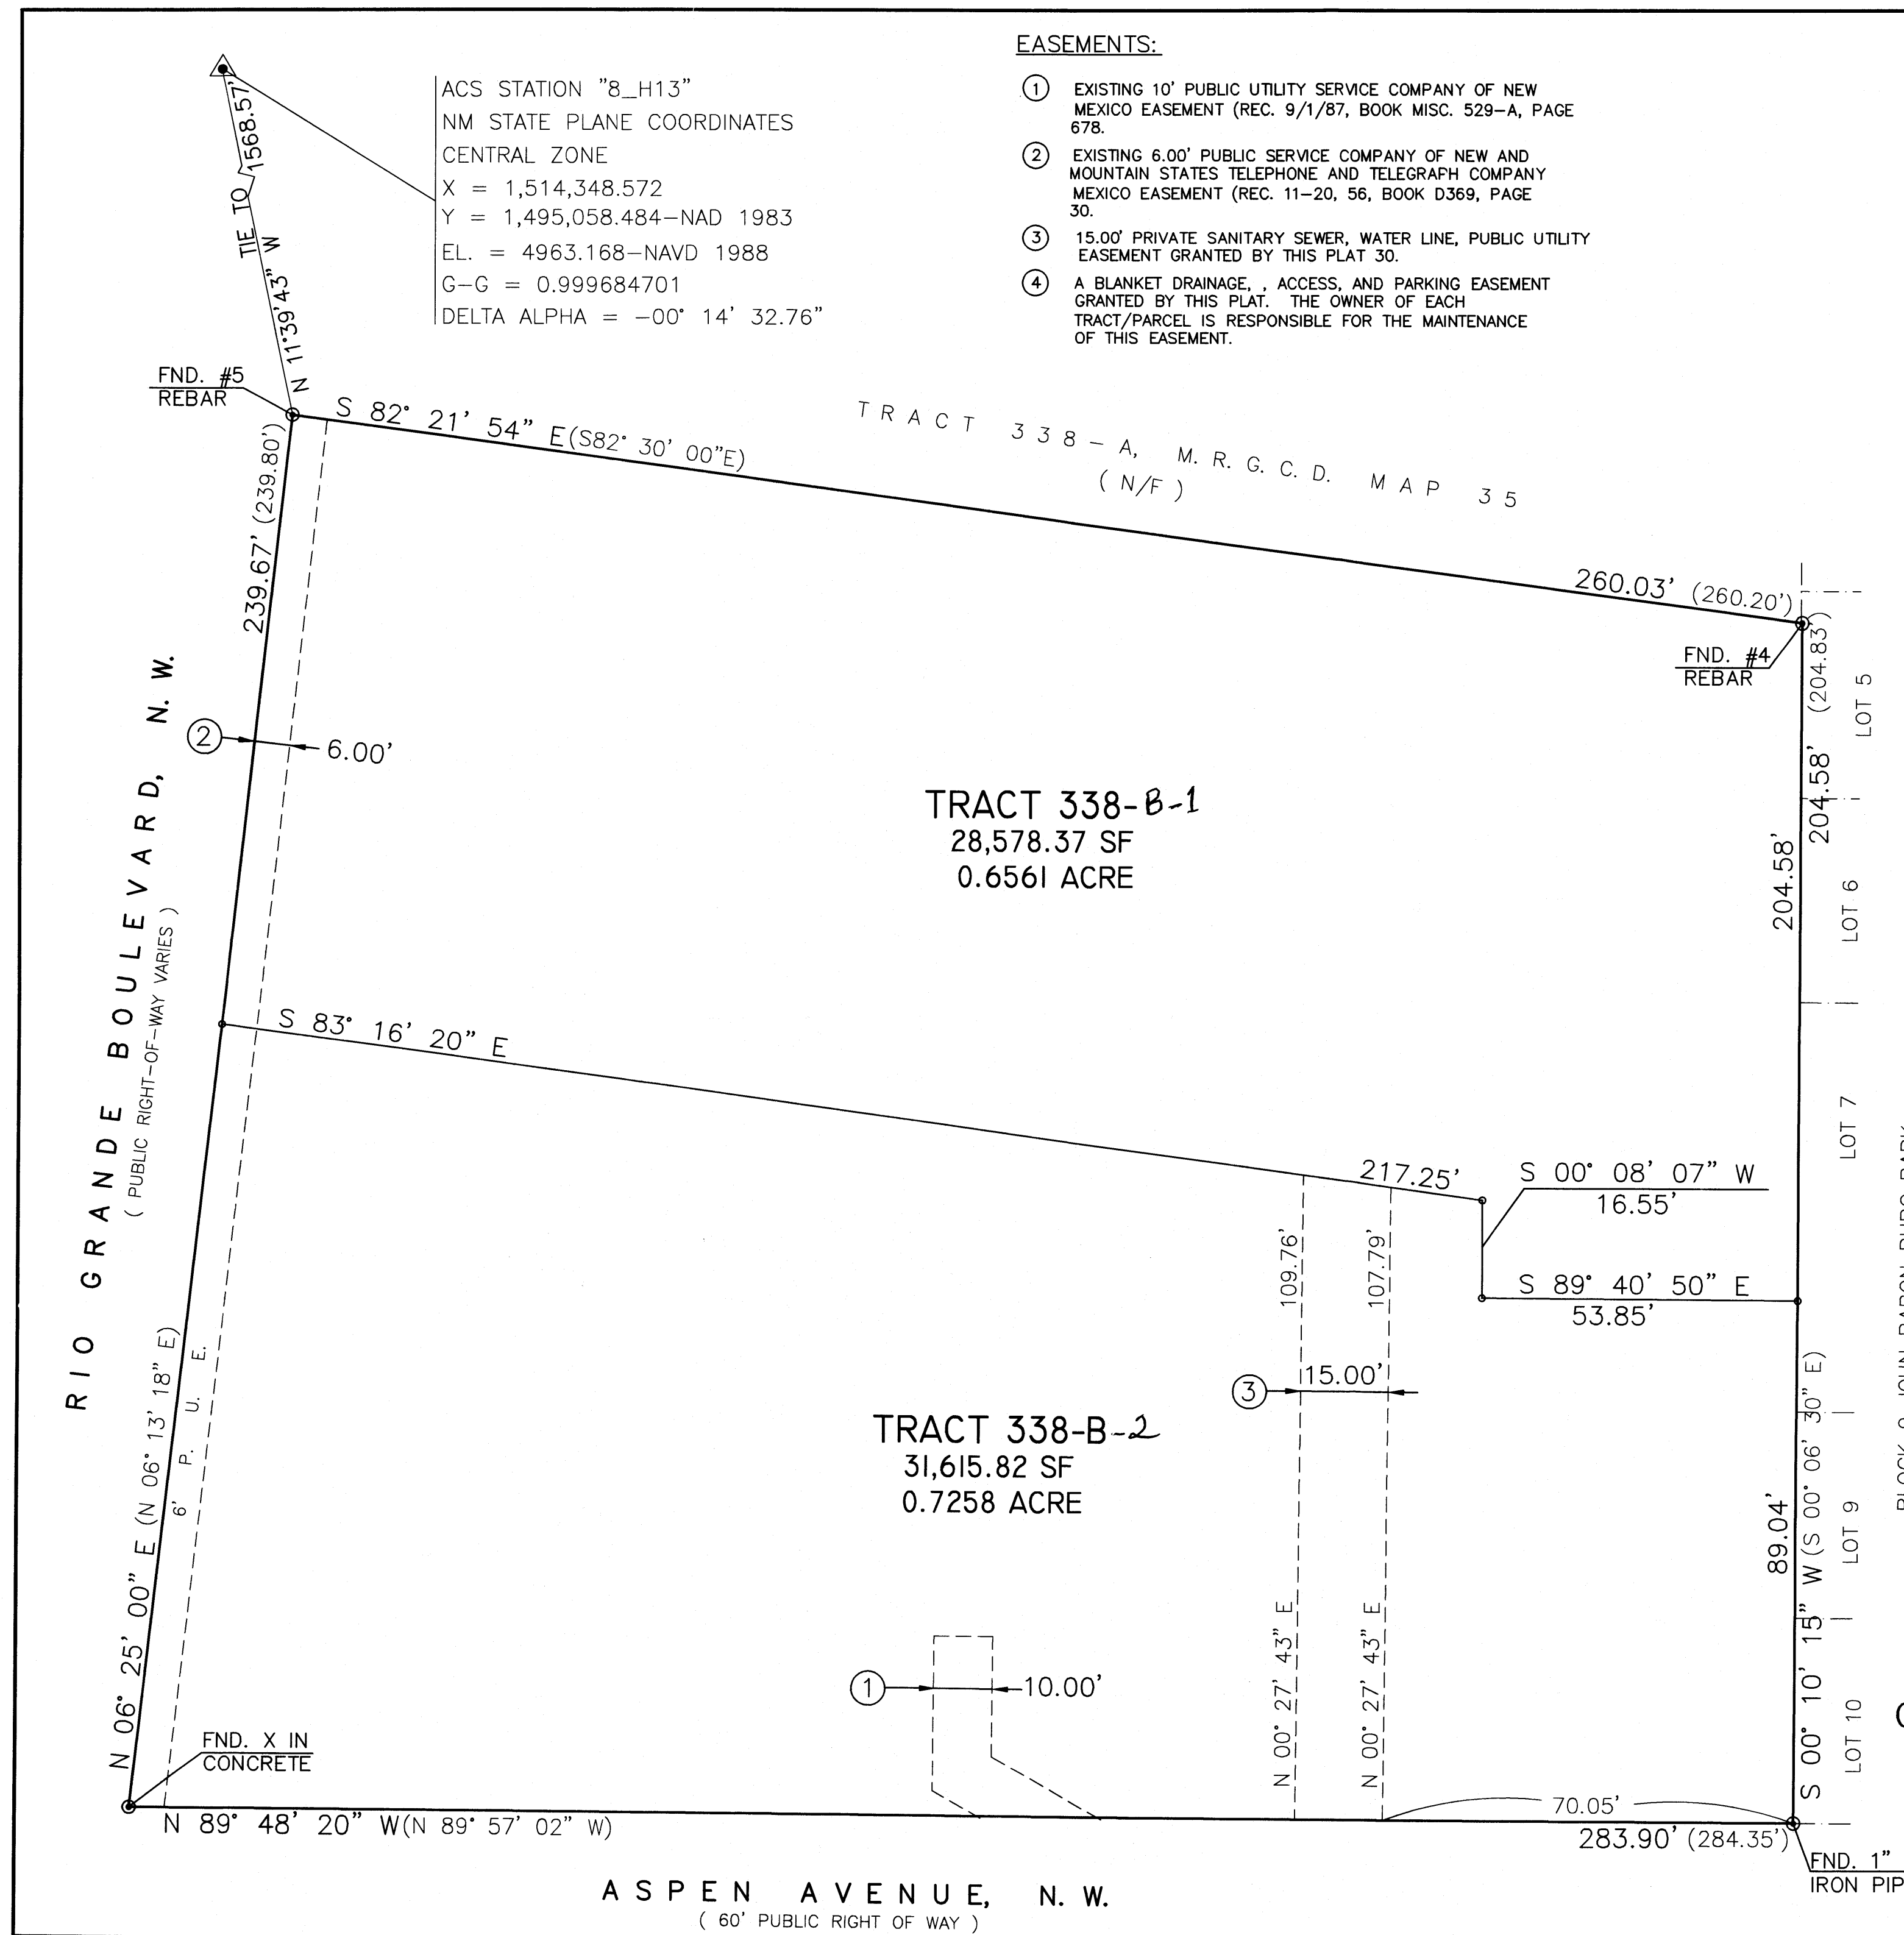 EASEMENTS:
1 EXISTING 10' PUBLIC UTILITY SERVICE COMPANY OF NEW
MEXICO EASEMENT (REC. 9/1/87, BOOK MISC. 529-A, PAGE
678.
2 EXISTING 6.00' PUBLIC SERVICE COMPANY OF NEW AND
MOUNTAIN STATES TELEPHONE AND TELEGRAFH COMPANY
MEXICO EASEMENT (REC. 11-20, 56, BOOK D369, PAGE
30.
3 15.00' PRIVATE SANITARY SEWER, WATER LINE, PUBLIC UTILITY
EASEMENT GRANTED BY THIS PLAT 30.
4 A BLANKET DRAINAGE, , ACCESS, AND PARKING EASEMENT
GRANTED BY THIS PLAT. THE OWNER OF EACH
TRACT/PARCEL IS RESPONSIBLE FOR THE MAINTENANCE
OF THIS EASEMENT.
ACS STATION "8_H13"
NM STATE PLANE COORDINATES
CENTRAL ZONE
X = 1,514,348.572
Y = 1,495,058.484-NAD 1983
EL. = 4963.168-NAVD 1988
G-G = 0.999684701
DELTA ALPHA = -00° 14' 32.76"
TIE TO 1568.57'
N 11°39'43" W
FND. #5
REBAR
S 82° 21' 54" E(S82° 30' 00"E)
TRACT 338-A, M.R.G.C.D. MAP 35
( N/F )
260.03' (260.20')
FND. #4
REBAR
239.67' (239.80')
(204.83')
204.58'
204.58'
LOT 5
LOT 6
LOT 7
2
6.00'
RIO GRANDE BOULEVARD, N. W.
( PUBLIC RIGHT-OF-WAY VARIES )
TRACT 338-B-1
28,578.37 SF
0.6561 ACRE
S 83° 16' 20" E
217.25'
S 00° 08' 07" W
16.55'
S 89° 40' 50" E
53.85'
109.76'
107.79'
3
15.00'
TRACT 338-B-2
31,615.82 SF
0.7258 ACRE
6' P. U. E.
N 06° 25' 00" E (N 06° 13' 18" E)
N 00° 27' 43" E
N 00° 27' 43" E
89.04'
S 00° 10' 15" W(S 00° 06' 30" E)
LOT 9
LOT 10
1
10.00'
FND. X IN
CONCRETE
N 89° 48' 20" W(N 89° 57' 02" W)
70.05'
283.90' (284.35')
FND. 1"
IRON PIP
ASPEN AVENUE, N. W.
( 60' PUBLIC RIGHT OF WAY )